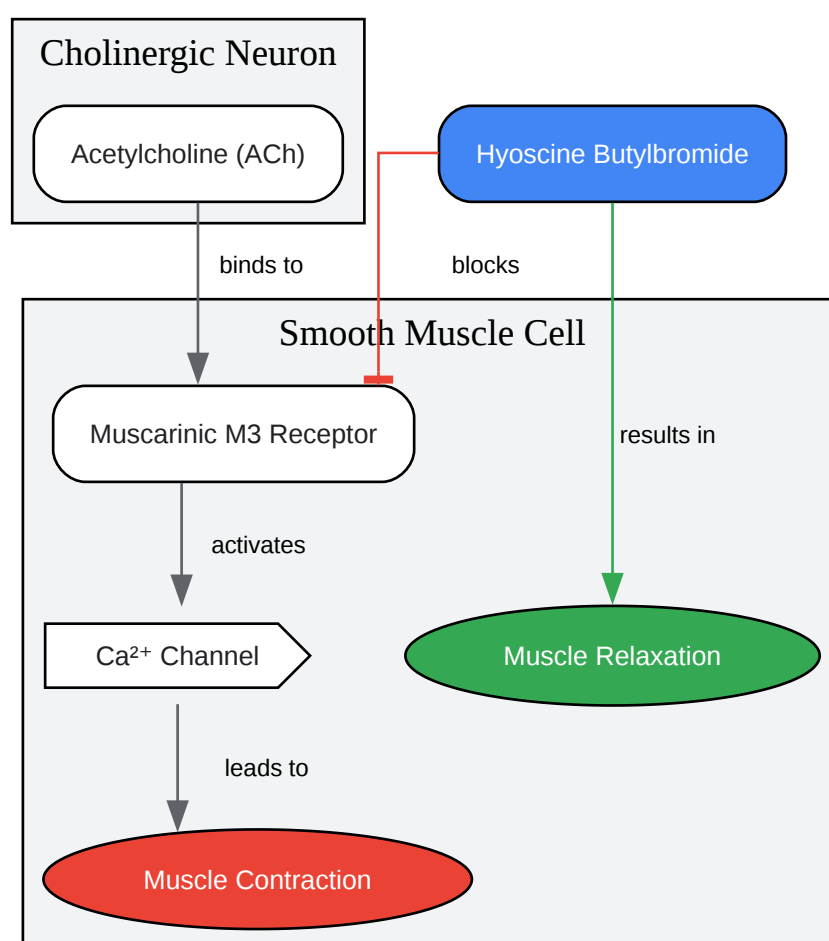 Cholinergic Neuron
Acetylcholine (ACh)
Hyoscine Butylbromide
binds to
blocks
Smooth Muscle Cell
Muscarinic M3 Receptor
results in
activates
Ca²⁺ Channel
Muscle Relaxation
leads to
Muscle Contraction